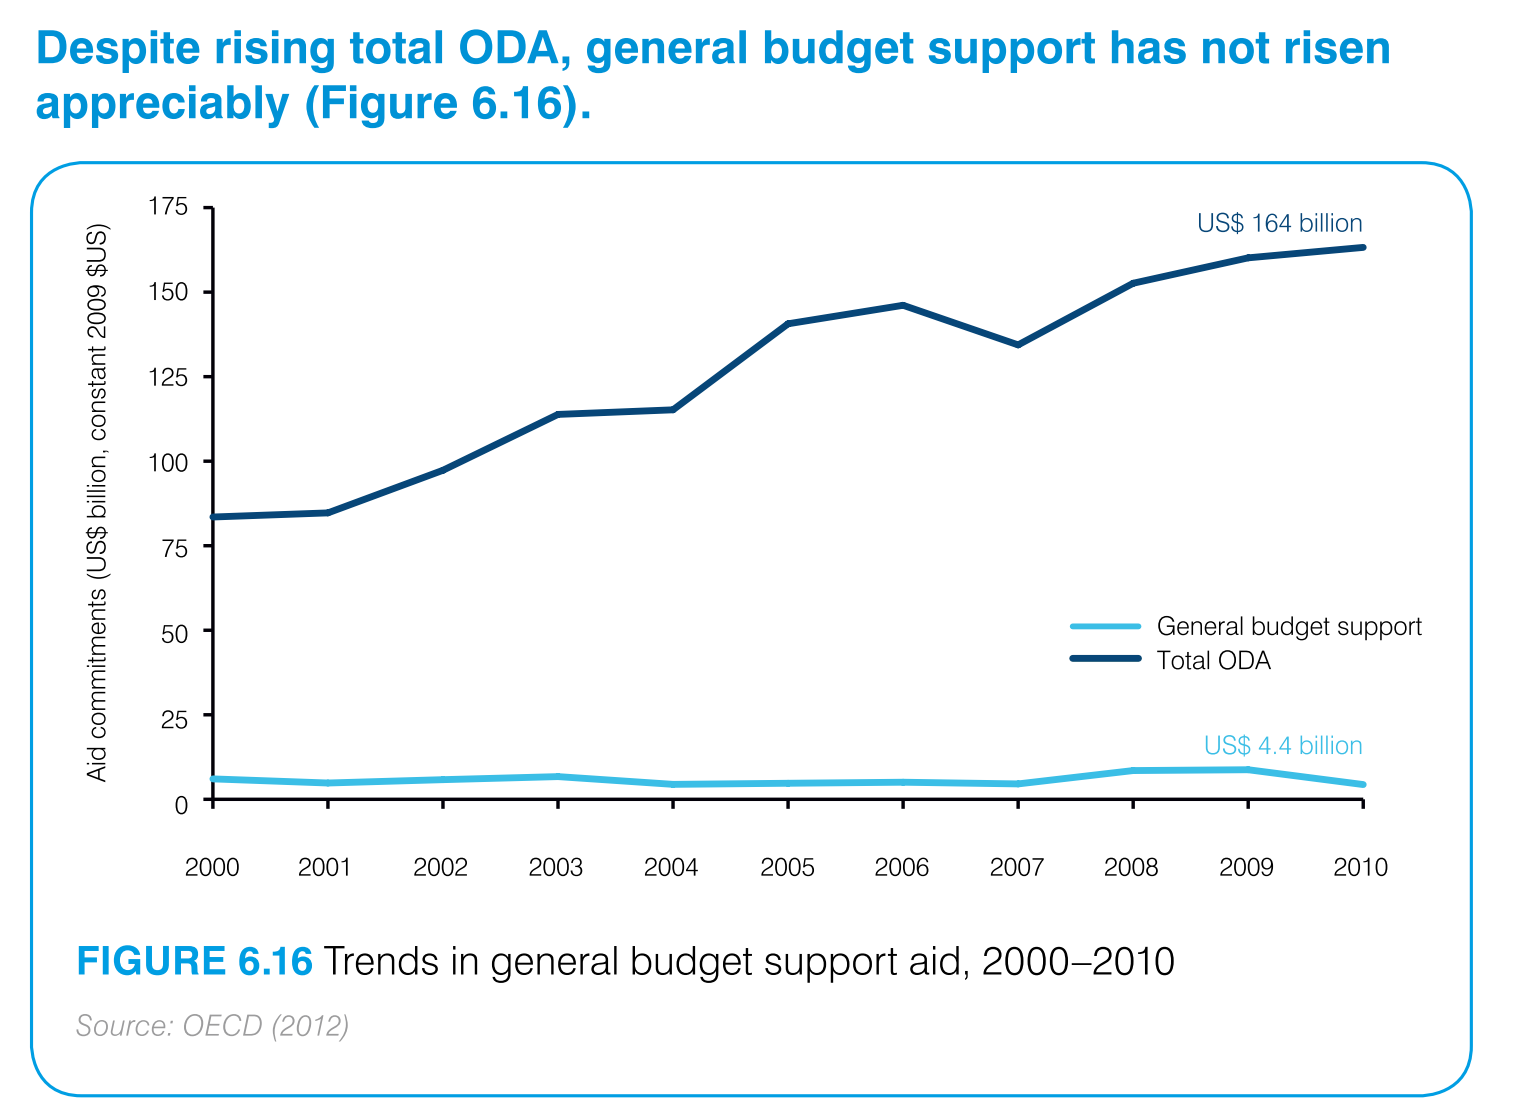 Despite rising total ODA, general budget support has not risen
appreciably (Figure 6.16).
Aid commitments (US$ billion, constant 2009 $US)
175
150
125
100
75
50
25
0
US$ 164 billion
General budget support
Total ODA
US$ 4.4 billion
2000 2001 2002 2003 2004 2005 2006 2007 2008 2009 2010
FIGURE 6.16 Trends in general budget support aid, 2000–2010
Source: OECD (2012)